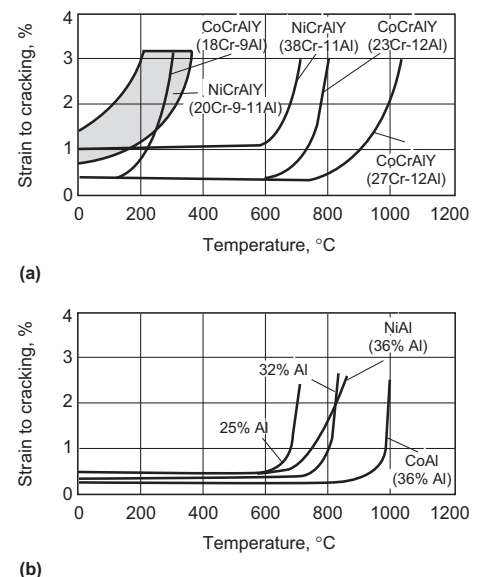 CoCrAlY
(18Cr-9Al)
NiCrAlY
(38Cr-11Al)
CoCrAlY
(23Cr-12Al)
NiCrAlY
(20Cr-9-11Al)
CoCrAlY
(27Cr-12Al)
Strain to cracking, %
4
3
2
1
0
0 200 400 600 800 1000 1200
Temperature, °C
(a)
NiAl
(36% Al)
32% Al
25% Al
CoAl
(36% Al)
Strain to cracking, %
4
3
2
1
0
0 200 400 600 800 1000 1200
Temperature, °C
(b)